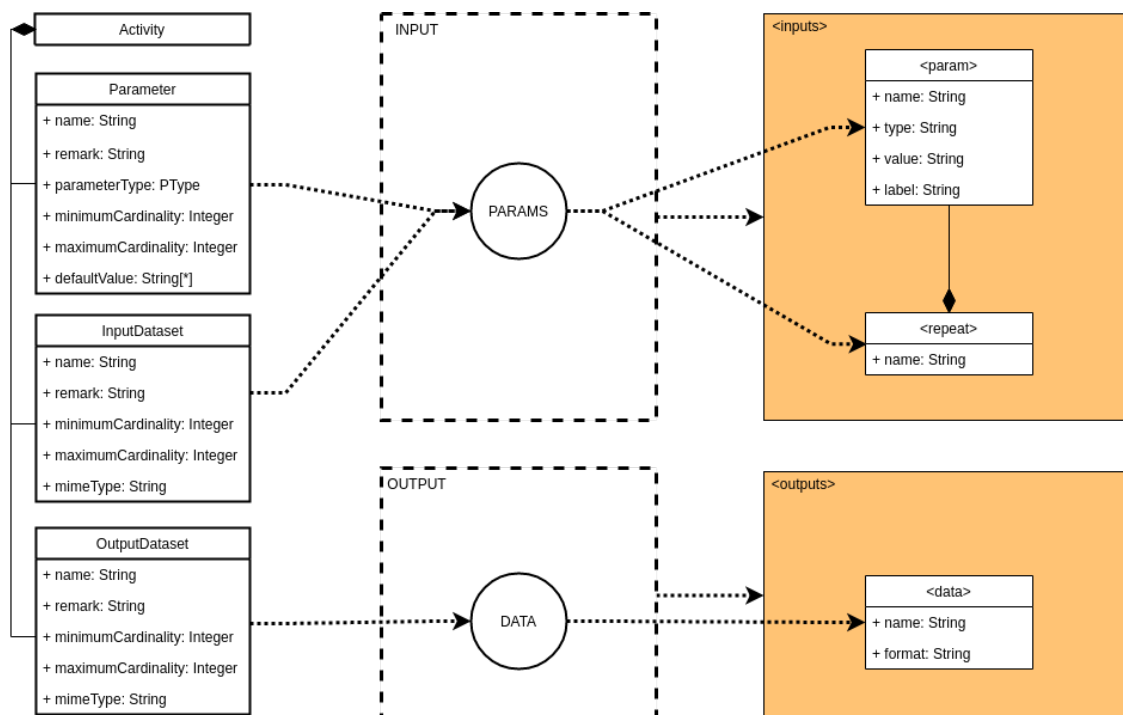 Activity
Parameter
+ name: String
+ remark: String
+ parameterType: PType
+ minimumCardinality: Integer
+ maximumCardinality: Integer
+ defaultValue: String[*]
InputDataset
+ name: String
+ remark: String
+ minimumCardinality: Integer
+ maximumCardinality: Integer
+ mimeType: String
OutputDataset
+ name: String
+ remark: String
+ minimumCardinality: Integer
+ maximumCardinality: Integer
+ mimeType: String
INPUT
PARAMS
OUTPUT
DATA
<inputs>
<param>
+ name: String
+ type: String
+ value: String
+ label: String
<repeat>
+ name: String
<outputs>
<data>
+ name: String
+ format: String